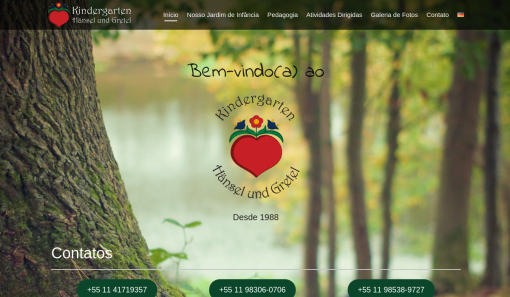 Kindergarten
Hänsel und Gretel
Início Nosso Jardim de Infância Pedagogia Atividades Dirigidas Galeria de Fotos Contato
Bem-vindo(a) ao
Kindergarten
Hänsel und Gretel
Desde 1988
Contatos
+55 11 41719357 +55 11 98306-0706 +55 11 98538-9727